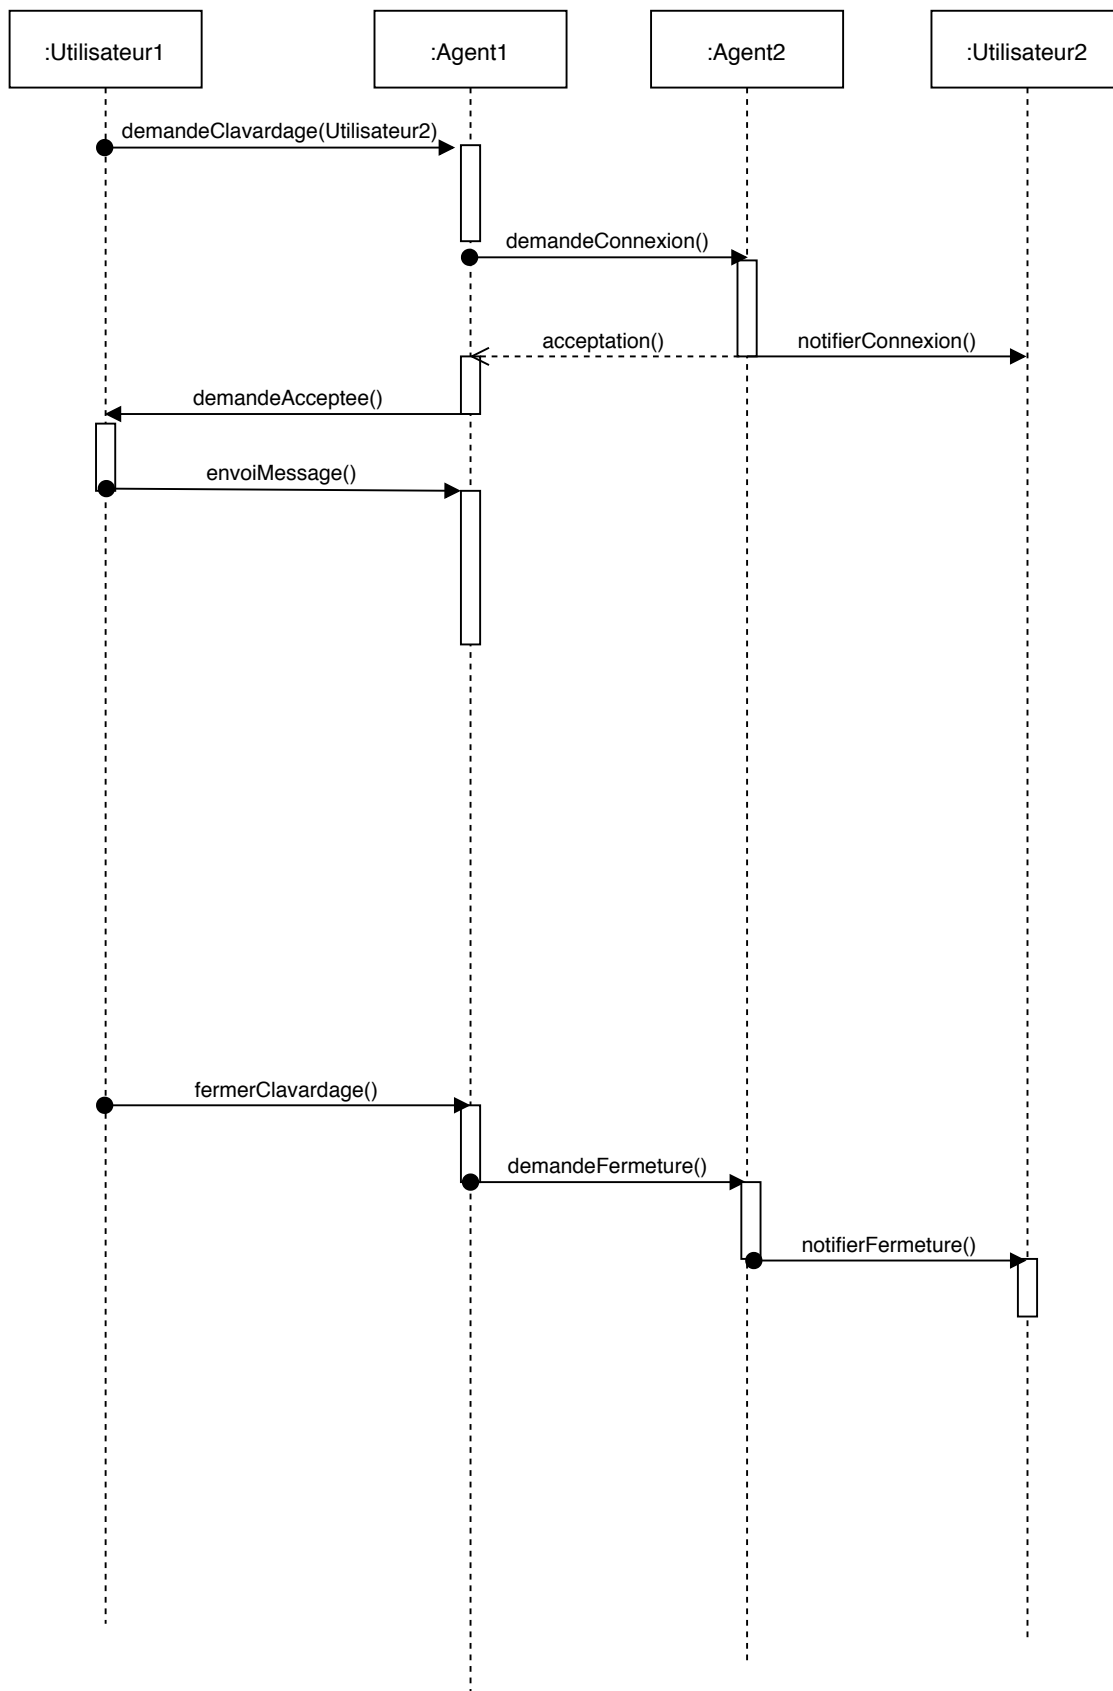 :Utilisateur1
:Agent1
:Agent2
:Utilisateur2
demandeClavardage(Utilisateur2)
demandeConnexion()
acceptation()
notifierConnexion()
demandeAcceptee()
envoiMessage()
fermerClavardage()
demandeFermeture()
notifierFermeture()